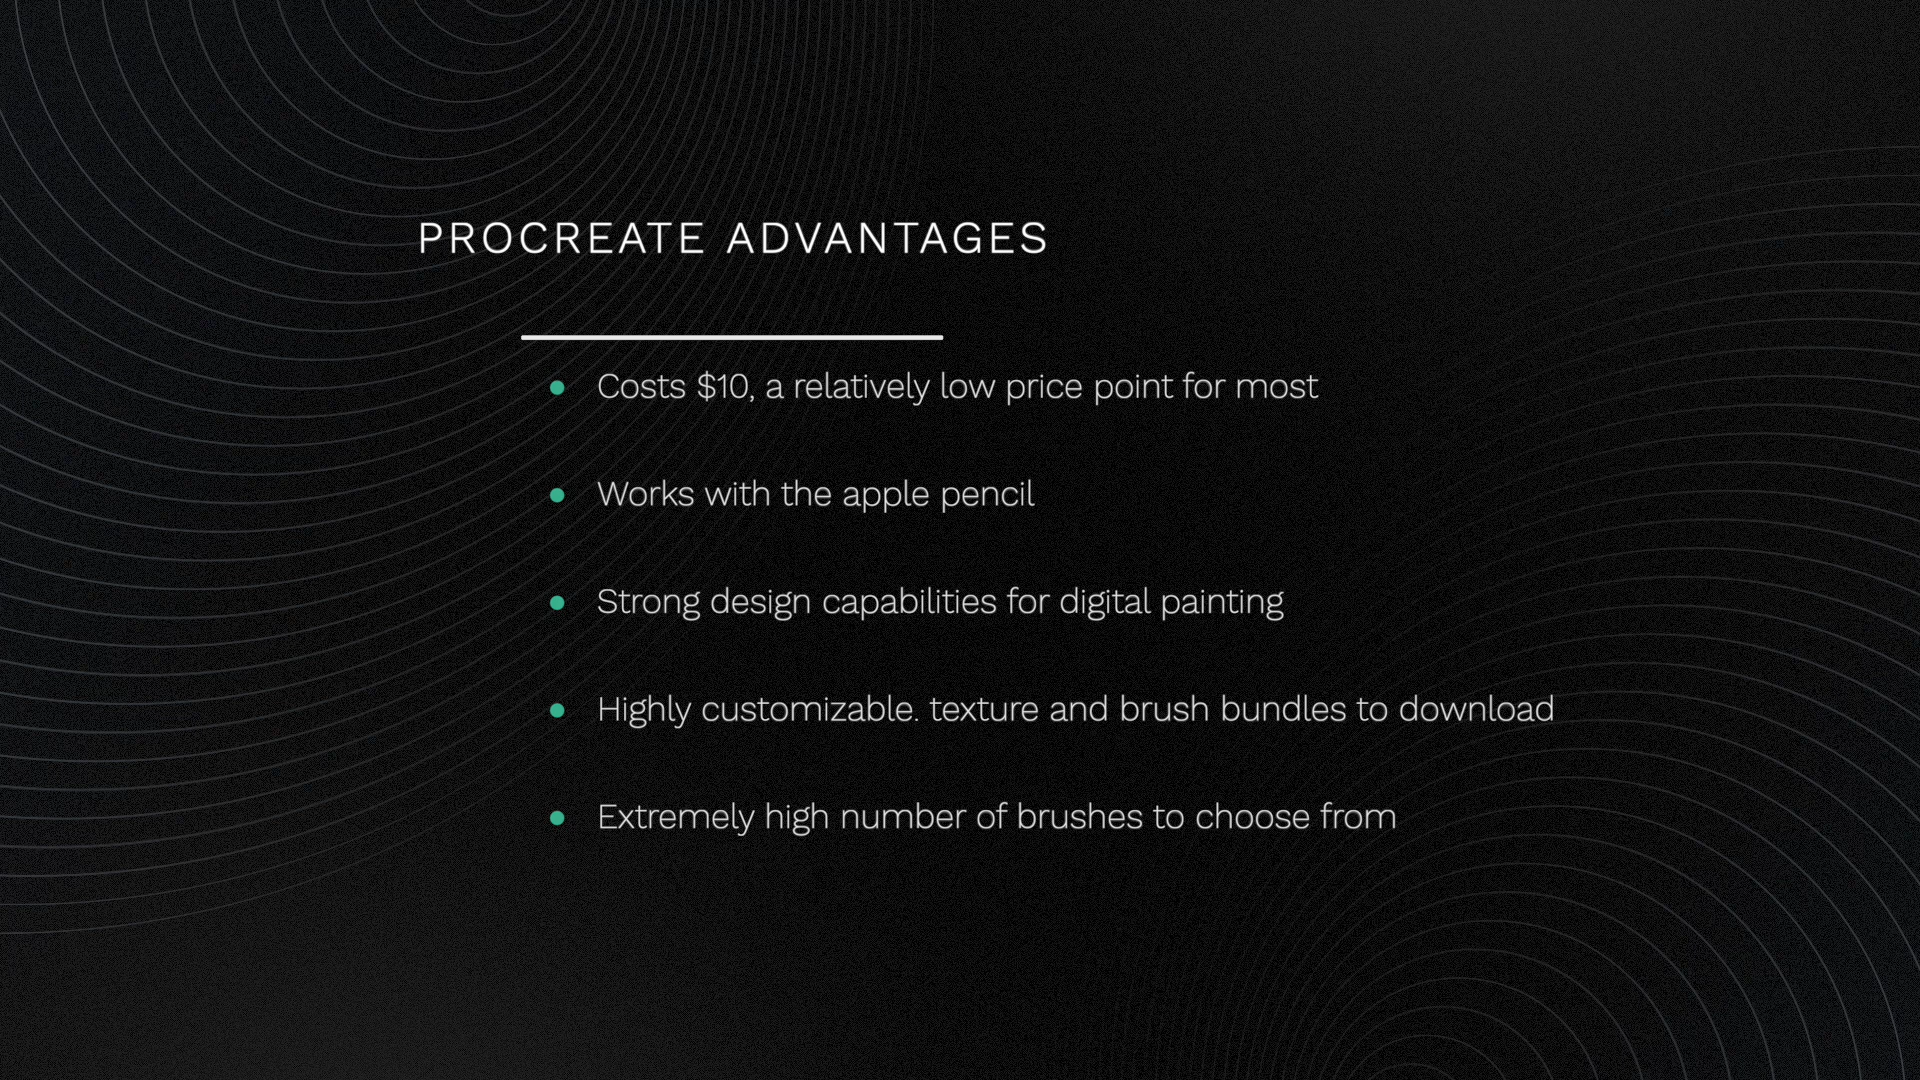 PROCREATE ADVANTAGES
Costs $10, a relatively low price point for most
Works with the apple pencil
Strong design capabilities for digital painting
Highly customizable. texture and brush bundles to download
Extremely high number of brushes to choose from